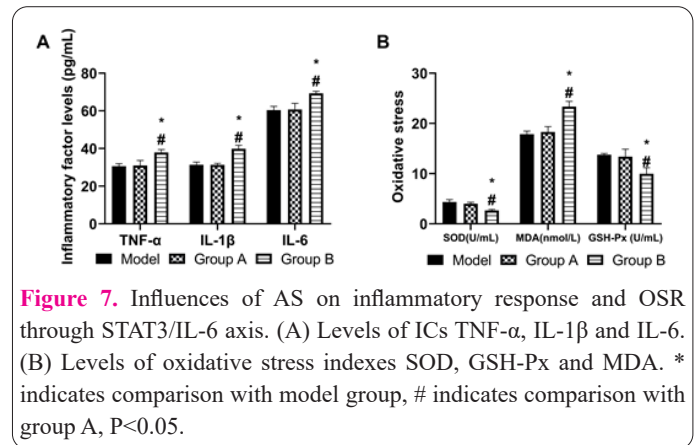 A
B
Inflammatory factor levels (pg/mL)
80
60
40
20
0
*
#
*
#
*
#
TNF-α IL-1β IL-6
Model Group A Group B
Oxidative stress
30
20
10
0
*
#
*
#
*
#
SOD(U/mL) MDA(nmol/L) GSH-Px (U/mL)
Model Group A Group B
Figure 7. Influences of AS on inflammatory response and OSR
through STAT3/IL-6 axis. (A) Levels of ICs TNF-α, IL-1β and IL-6.
(B) Levels of oxidative stress indexes SOD, GSH-Px and MDA. *
indicates comparison with model group, # indicates comparison with
group A, P<0.05.